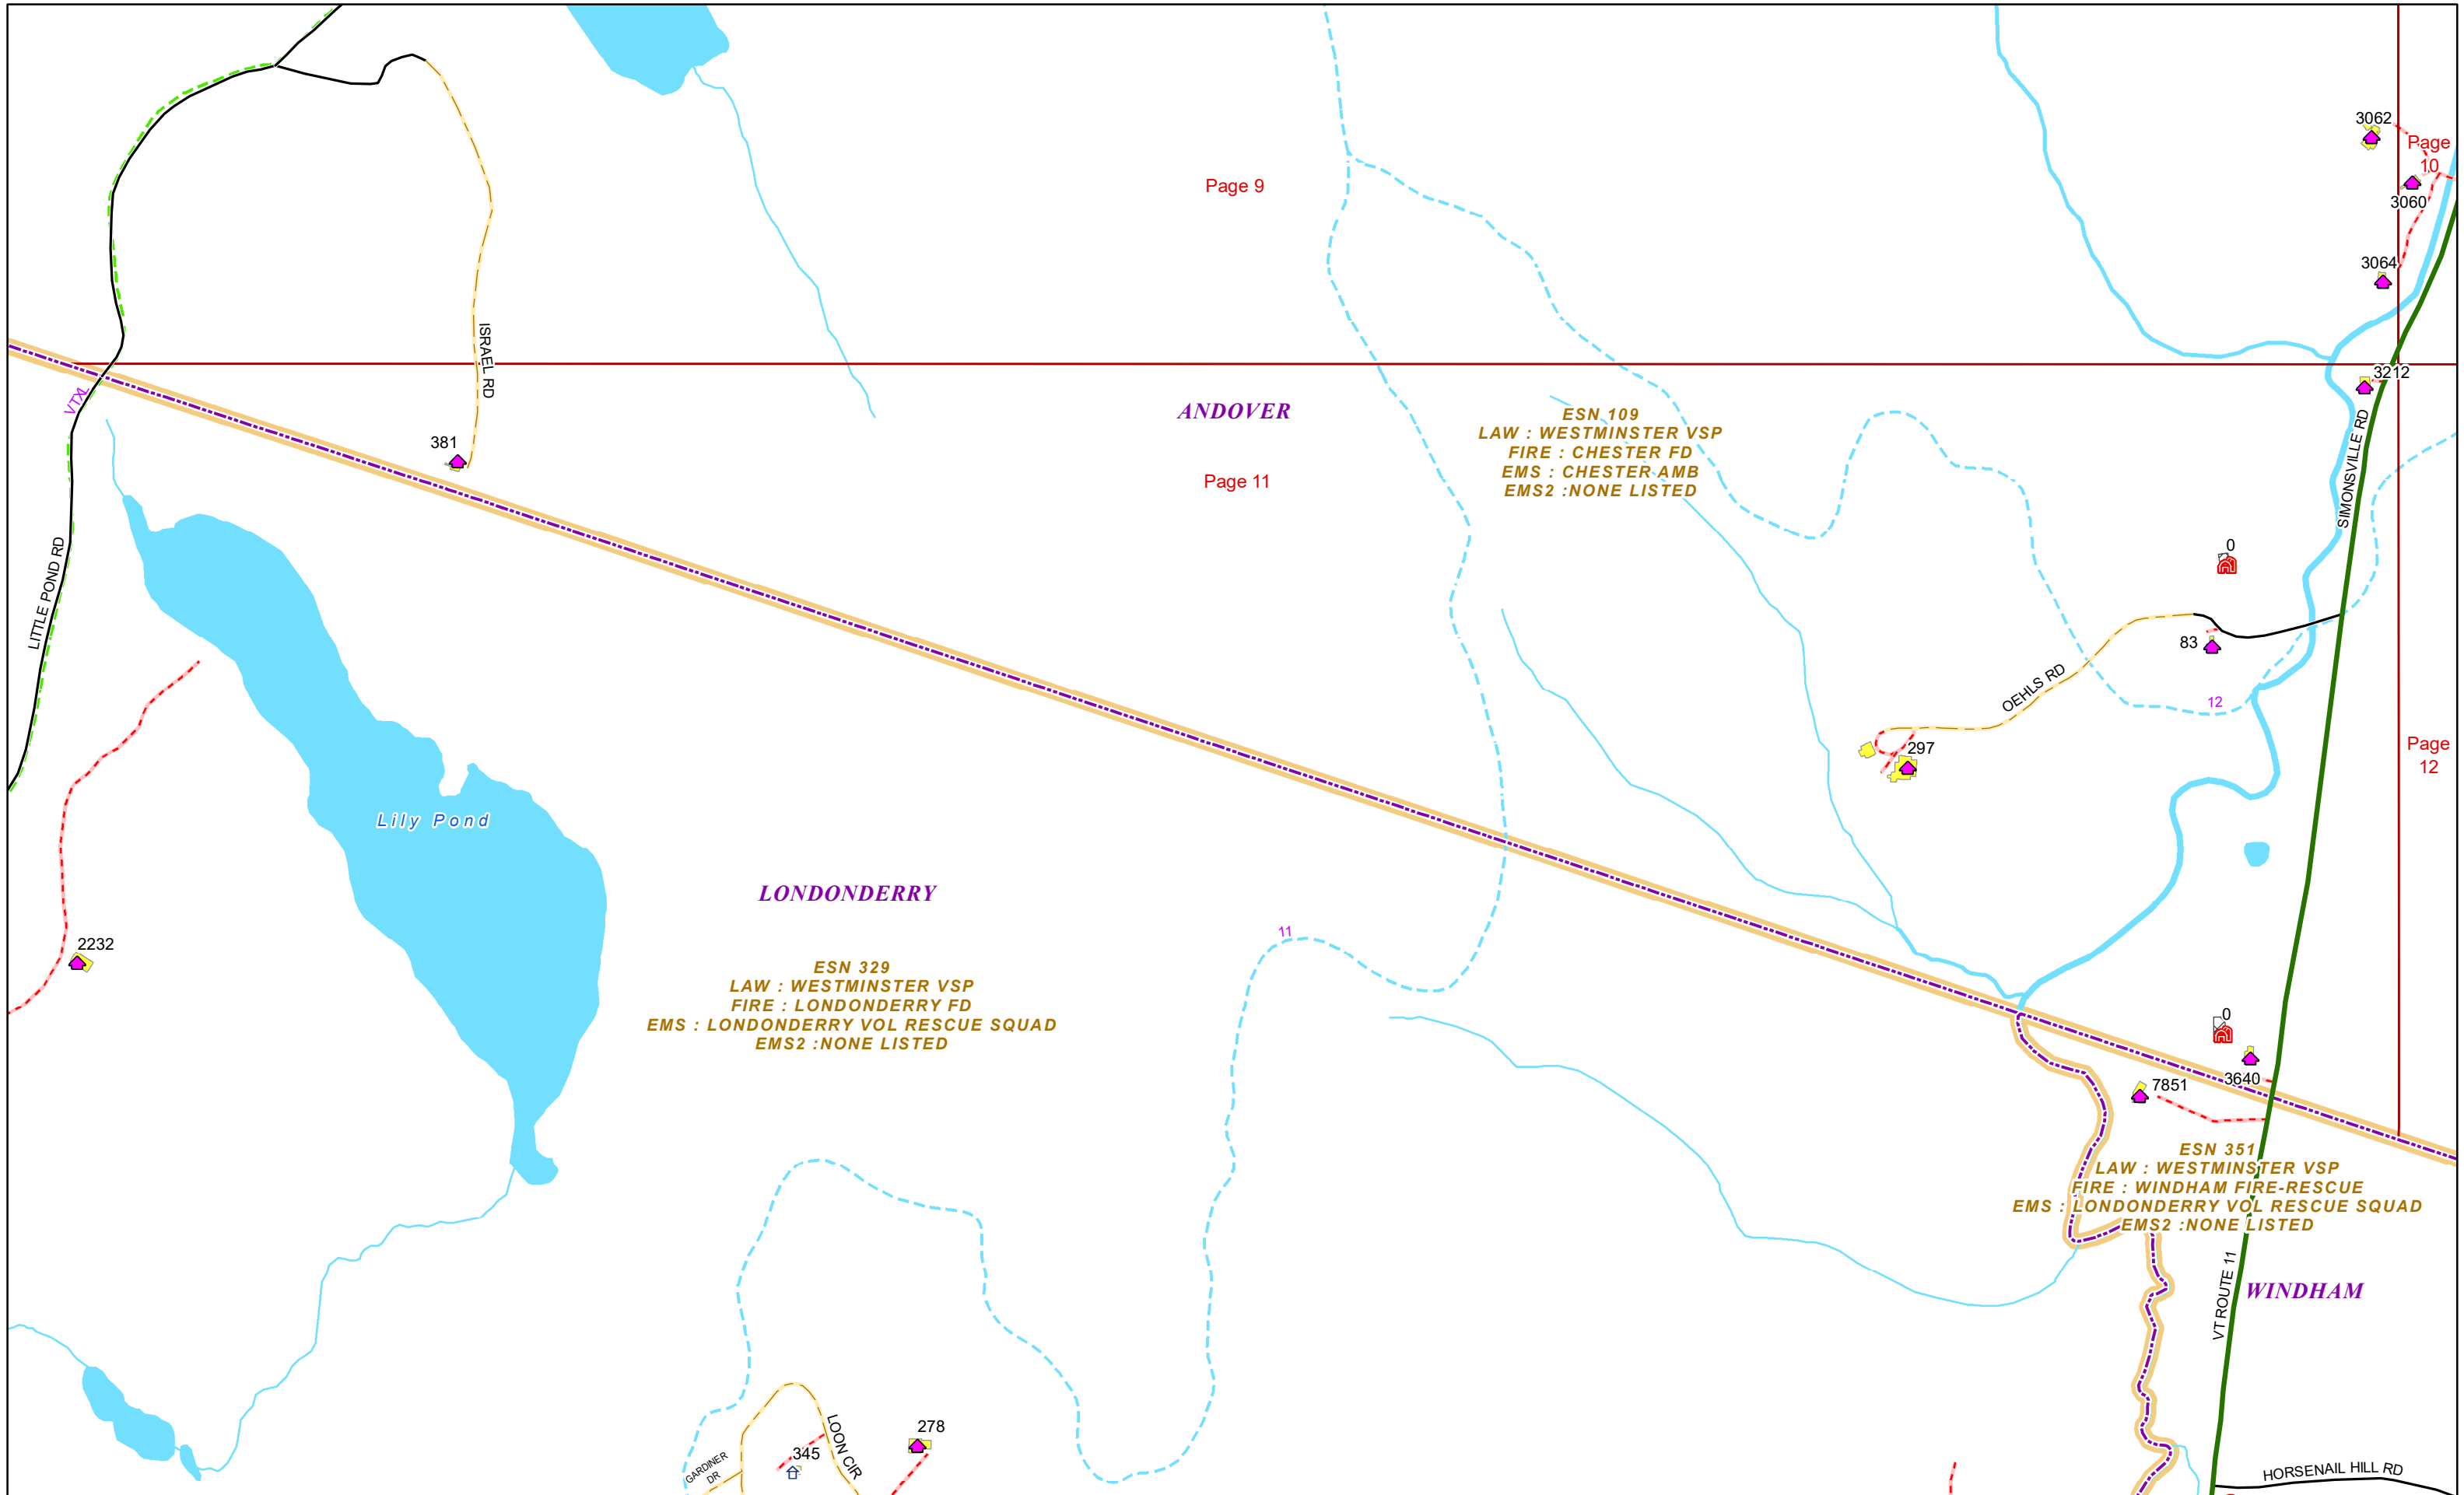 3062
Page
10
Page 9
3060
3064
ISRAEL RD
3212
VTXL
ANDOVER
ESN 109
LAW : WESTMINSTER VSP
FIRE : CHESTER FD
EMS : CHESTER AMB
EMS2 :NONE LISTED
SIMONSVILLE RD
381
Page 11
0
LITTLE POND RD
83
OEHLS RD
12
297
Page
12
Lily Pond
LONDONDERRY
11
2232
ESN 329
LAW : WESTMINSTER VSP
FIRE : LONDONDERRY FD
EMS : LONDONDERRY VOL RESCUE SQUAD
EMS2 :NONE LISTED
0
3640
7851
ESN 351
LAW : WESTMINSTER VSP
FIRE : WINDHAM FIRE-RESCUE
EMS : LONDONDERRY VOL RESCUE SQUAD
EMS2 :NONE LISTED
VT ROUTE 11
WINDHAM
278
LOON CIR
345
GARDINER
DR
HORSENAIL HILL RD